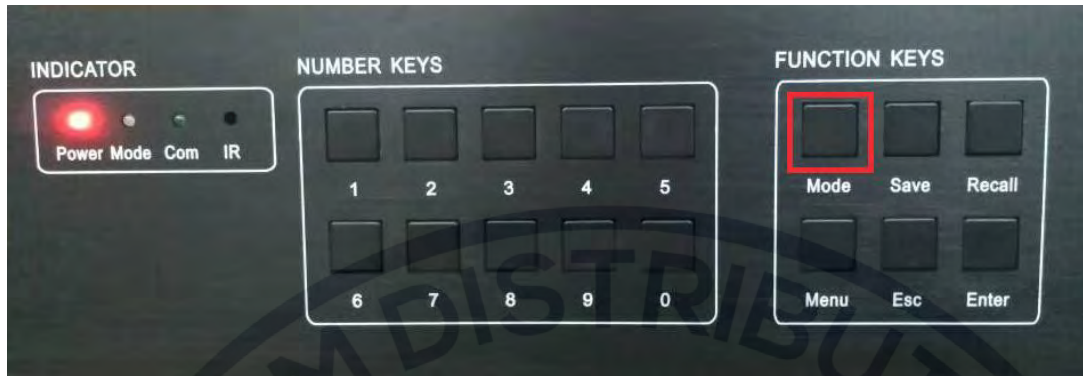 INDICATOR
Power Mode Com IR
NUMBER KEYS
1 2 3 4 5
6 7 8 9 0
FUNCTION KEYS
Mode Save Recall
Menu Esc Enter
DISTRIBUT